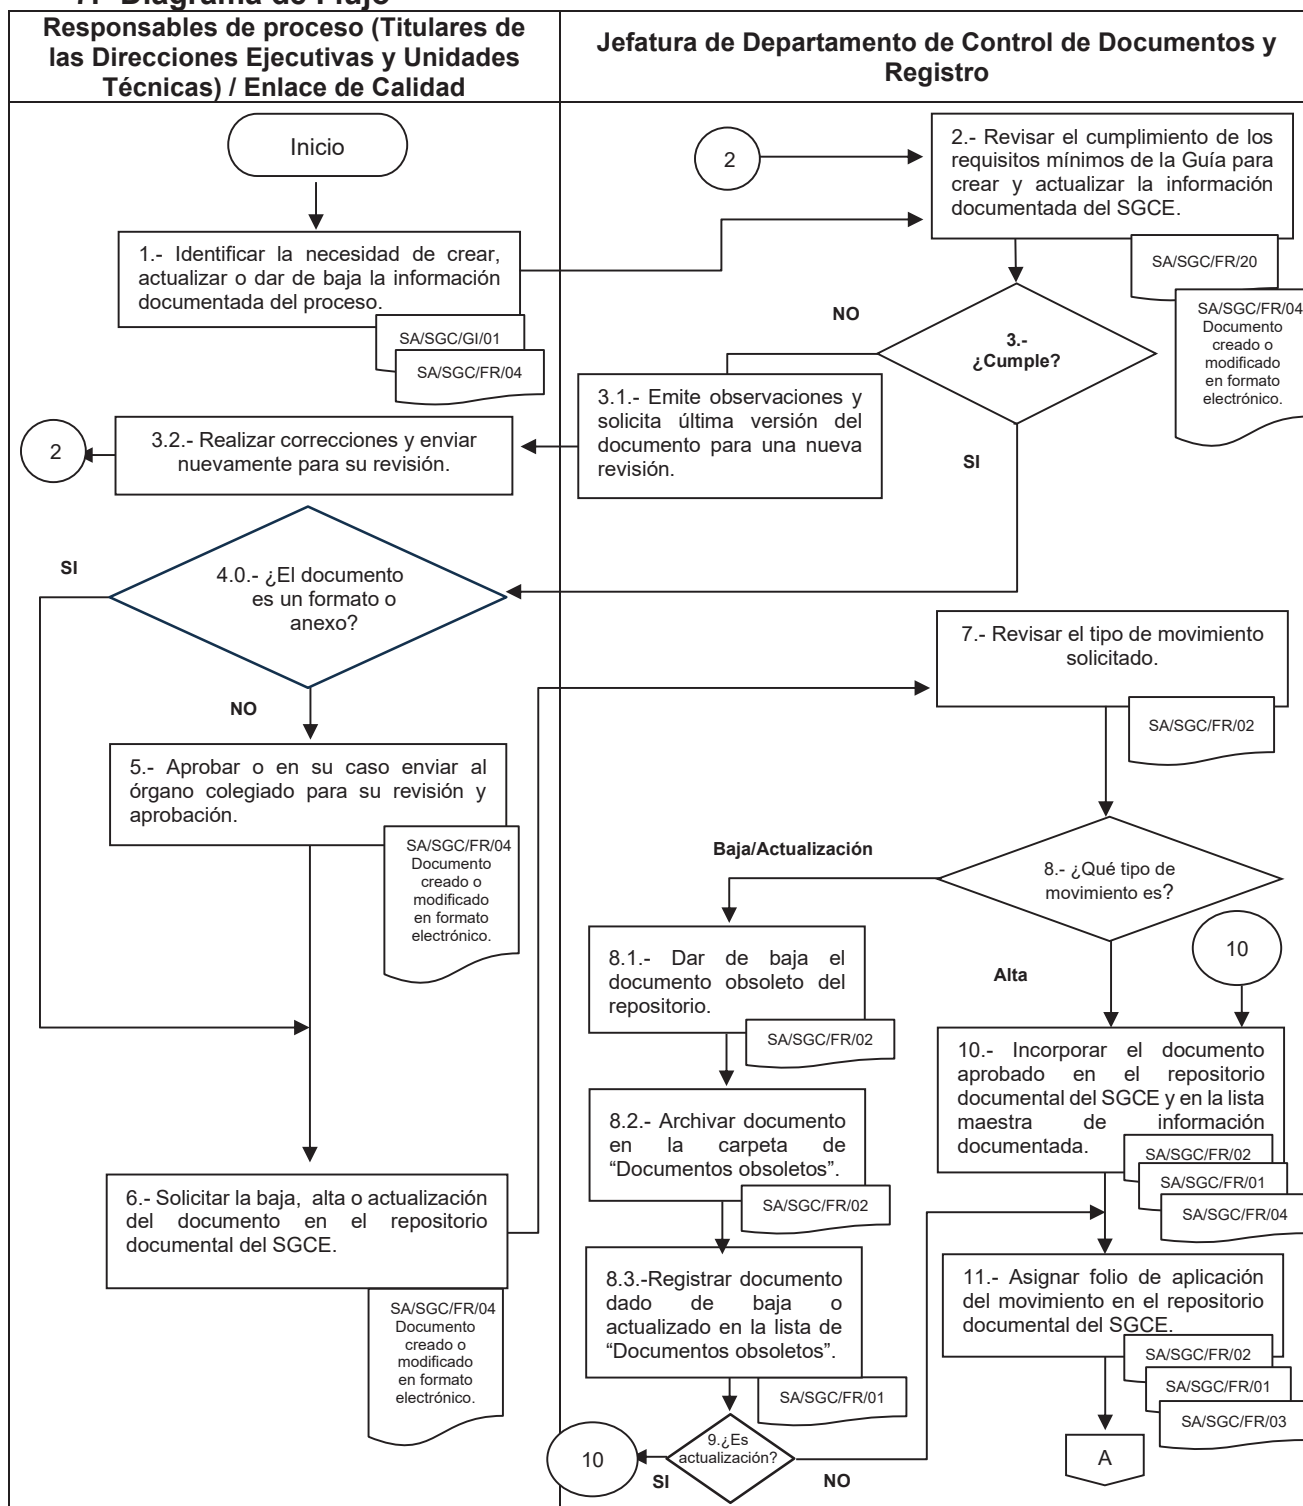 7.- Diagrama de Flujo
Responsables de proceso (Titulares de
las Direcciones Ejecutivas y Unidades
Técnicas) / Enlace de Calidad
Jefatura de Departamento de Control de Documentos y
Registro
Inicio
1.- Identificar la necesidad de crear,
actualizar o dar de baja la información
documentada del proceso.
SA/SGC/GI/01
SA/SGC/FR/04
2
2.- Revisar el cumplimiento de los
requisitos mínimos de la Guía para
crear y actualizar la información
documentada del SGCE.
SA/SGC/FR/20
SA/SGC/FR/04
Documento
creado o
modificado
en formato
electrónico.
NO
3.-
¿Cumple?
SI
3.1.- Emite observaciones y
solicita última versión del
documento para una nueva
revisión.
2
3.2.- Realizar correcciones y enviar
nuevamente para su revisión.
SI
4.0.- ¿El documento
es un formato o
anexo?
NO
5.- Aprobar o en su caso enviar al
órgano colegiado para su revisión y
aprobación.
SA/SGC/FR/04
Documento
creado o
modificado
en formato
electrónico.
6.- Solicitar la baja, alta o actualización
del documento en el repositorio
documental del SGCE.
SA/SGC/FR/04
Documento
creado o
modificado
en formato
electrónico.
7.- Revisar el tipo de movimiento
solicitado.
SA/SGC/FR/02
Baja/Actualización
8.- ¿Qué tipo de
movimiento es?
Alta
10
8.1.- Dar de baja el
documento obsoleto del
repositorio.
SA/SGC/FR/02
8.2.- Archivar documento
en la carpeta de
“Documentos obsoletos”.
SA/SGC/FR/02
8.3.-Registrar documento
dado de baja o
actualizado en la lista de
“Documentos obsoletos”.
SA/SGC/FR/01
9.¿Es
actualización?
SI
NO
10
10.- Incorporar el documento
aprobado en el repositorio
documental del SGCE y en la lista
maestra de información
documentada.
SA/SGC/FR/02
SA/SGC/FR/01
SA/SGC/FR/04
11.- Asignar folio de aplicación
del movimiento en el repositorio
documental del SGCE.
SA/SGC/FR/02
SA/SGC/FR/01
SA/SGC/FR/03
A